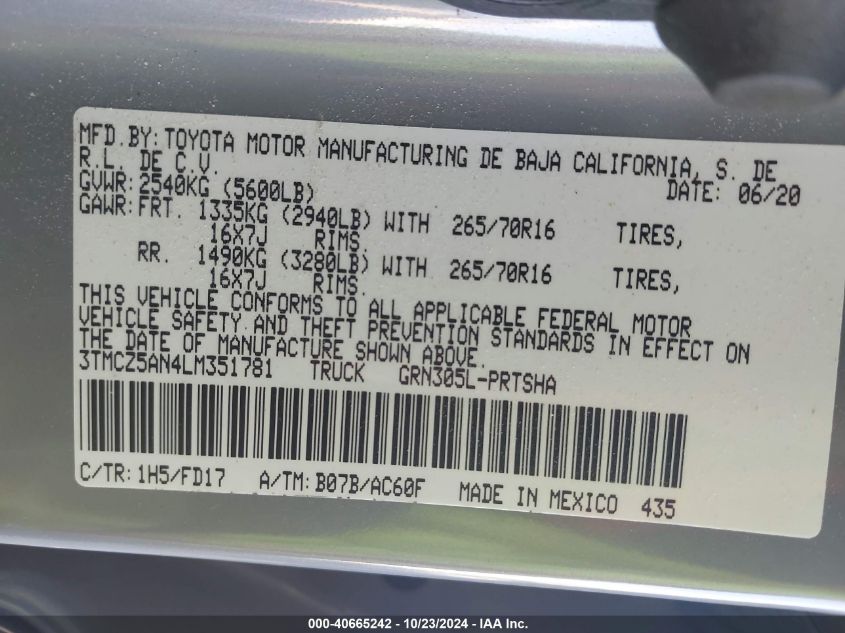 MFD.BY: TOYOTA MOTOR MANUFACTURING DE BAJA CALIFORNIA, S. DE
R.L. DE C.V. DATE: 06/20
GVWR: 2540KG (5600LB)
GAWR: FRT. 1335KG (2940LB) WITH 265/70R16 TIRES,
16X7J RIMS.
RR. 1490KG (3280LB) WITH 265/70R16 TIRES,
16X7J RIMS.
THIS VEHICLE CONFORMS TO ALL APPLICABLE FEDERAL MOTOR
VEHICLE SAFETY AND THEFT PREVENTION STANDARDS IN EFFECT ON
THE DATE OF MANUFACTURE SHOWN ABOVE.
3TMCZ5AN4LM351781 TRUCK GRN305L-PRTSHA
C/TR: 1H5/FD17 A/TM: B07B/AC60F MADE IN MEXICO 435
000-40665242 - 10/23/2024 - IAA, Inc.